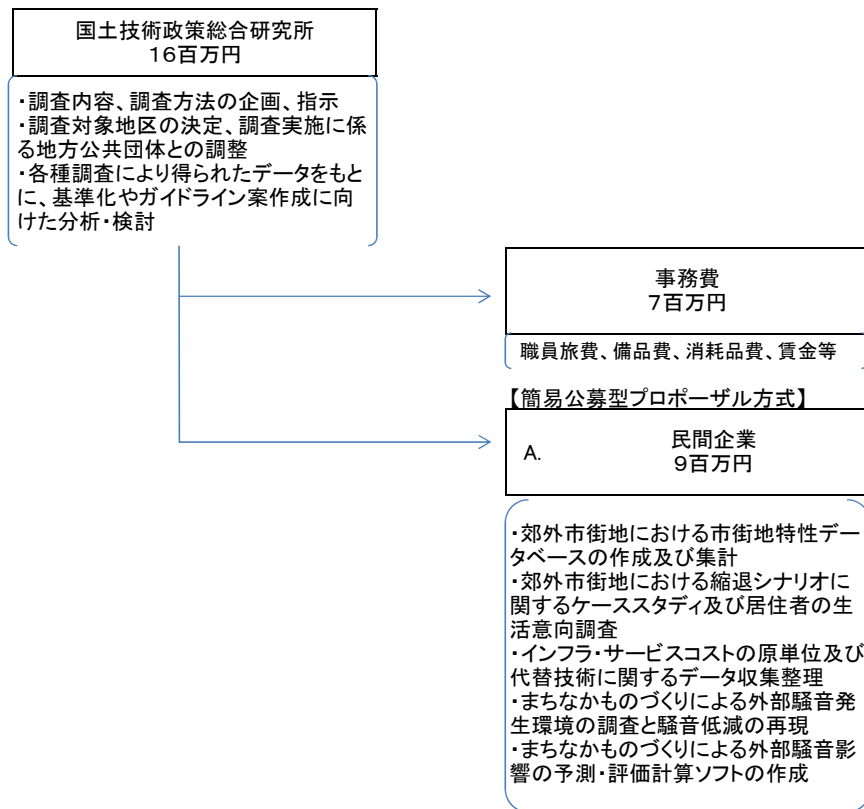 国土技術政策総合研究所
16百万円
・調査内容、調査方法の企画、指示
・調査対象地区の決定、調査実施に係
る地方公共団体との調整
・各種調査により得られたデータをもと
に、基準化やガイドライン案作成に向
けた分析・検討
事務費
7百万円
職員旅費、備品費、消耗品費、賃金等
【簡易公募型プロポーザル方式】
A. 民間企業
9百万円
・郊外市街地における市街地特性デー
タベースの作成及び集計
・郊外市街地における縮退シナリオに
関するケーススタディ及び居住者の生
活意向調査
・インフラ・サービスコストの原単位及び
代替技術に関するデータ収集整理
・まちなかものづくりによる外部騒音発
生環境の調査と騒音低減の再現
・まちなかものづくりによる外部騒音影
響の予測・評価計算ソフトの作成